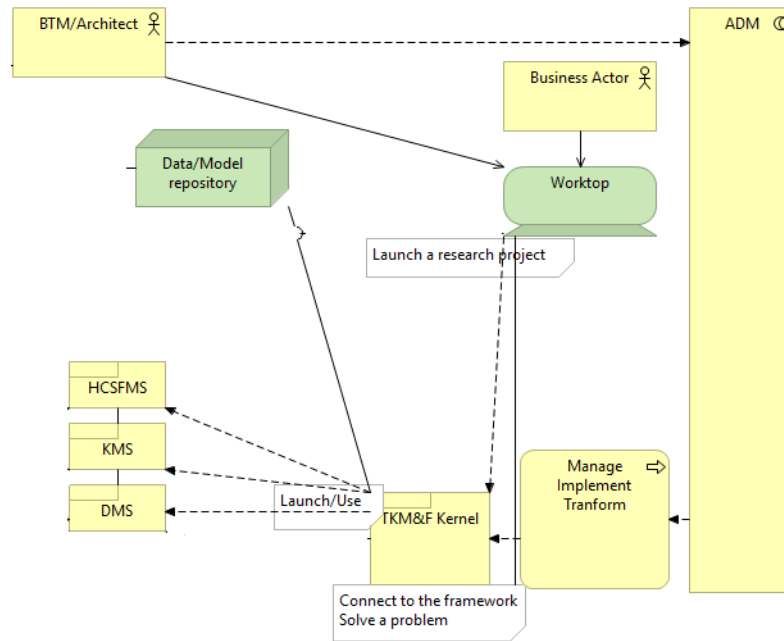 BTM/Architect
ADM
Business Actor
Data/Model
repository
Worktop
Launch a research project
HCSFMS
KMS
DMS
Launch/Use
TKM&F Kernel
Manage
Implement
Tranform
Connect to the framework
Solve a problem